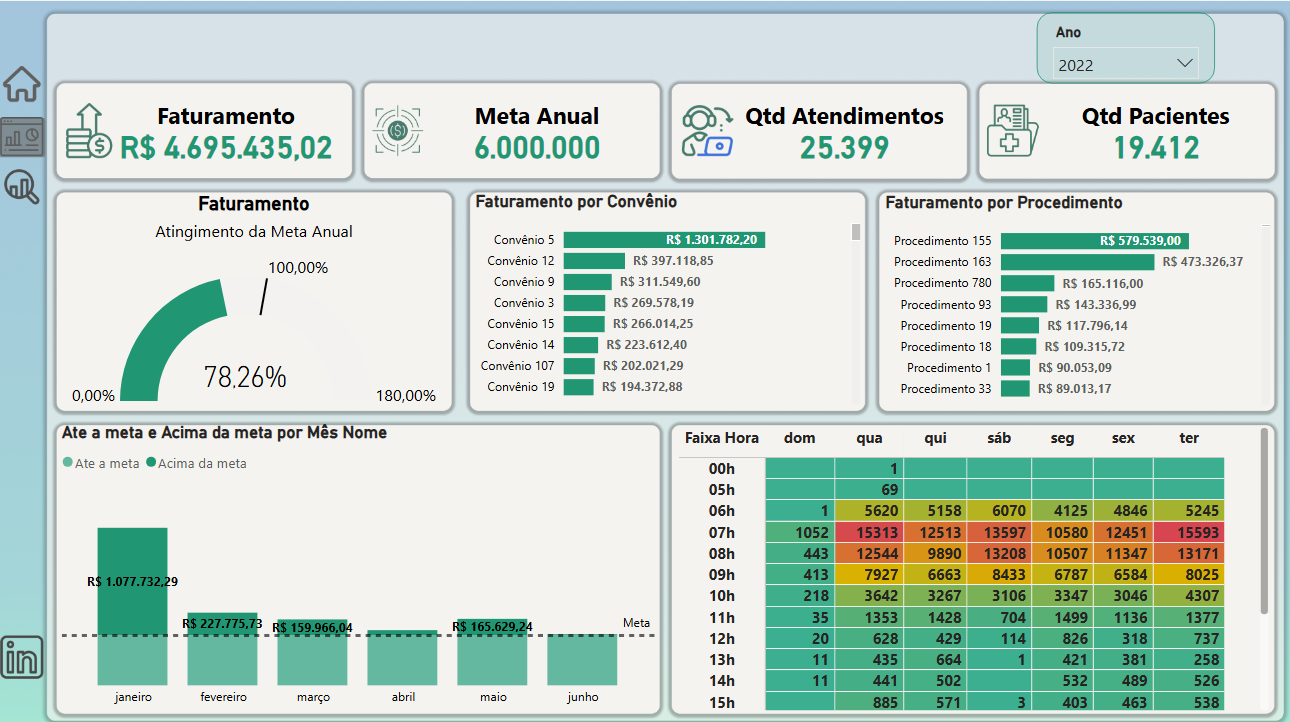 Ano
2022
Faturamento
R$ 4.695.435,02
Meta Anual
6.000.000
Qtd Atendimentos
25.399
Qtd Pacientes
19.412
Faturamento
Atingimento da Meta Anual
100,00%
78,26%
0,00%
180,00%
Faturamento por Convênio
Convênio 5 R$ 1.301.782,20
Convênio 12 R$ 397.118,85
Convênio 9 R$ 311.549,60
Convênio 3 R$ 269.578,19
Convênio 15 R$ 266.014,25
Convênio 14 R$ 223.612,40
Convênio 107 R$ 202.021,29
Convênio 19 R$ 194.372,88
Faturamento por Procedimento
Procedimento 155 R$ 579.539,00
Procedimento 163 R$ 473.326,37
Procedimento 780 R$ 165.116,00
Procedimento 93 R$ 143.336,99
Procedimento 19 R$ 117.796,14
Procedimento 18 R$ 109.315,72
Procedimento 1 R$ 90.053,09
Procedimento 33 R$ 89.013,17
Ate a meta e Acima da meta por Mês Nome
Ate a meta Acima da meta
R$ 1.077.732,29
R$ 227.775,73
R$ 159.966,04
R$ 165.629,24
Meta
janeiro fevereiro março abril maio junho
Faixa Hora dom qua qui sáb seg sex ter
00h 1
05h 69
06h 1 5620 5158 6070 4125 4846 5245
07h 1052 15313 12513 13597 10580 12451 15593
08h 443 12544 9890 13208 10507 11347 13171
09h 413 7927 6663 8433 6787 6584 8025
10h 218 3642 3267 3106 3347 3046 4307
11h 35 1353 1428 704 1499 1136 1377
12h 20 628 429 114 826 318 737
13h 11 435 664 1 421 381 258
14h 11 441 502 532 489 526
15h 885 571 3 403 463 538
in